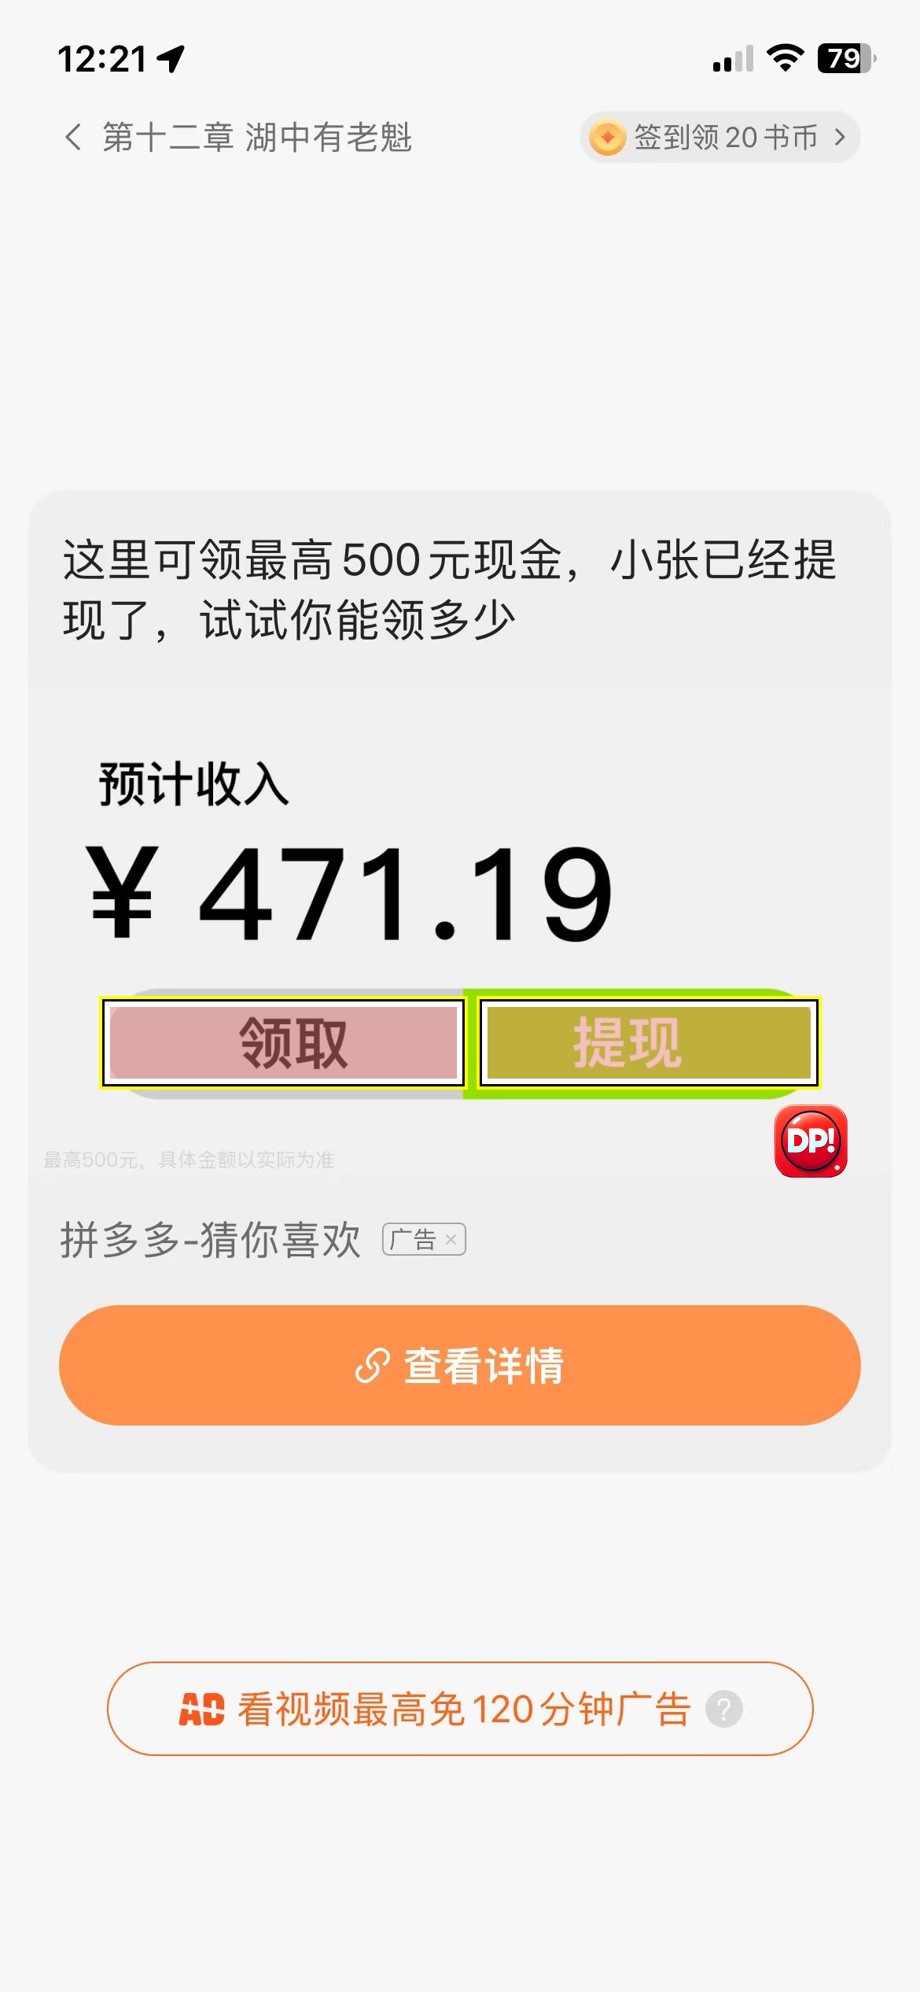 12:21
79
第十二章 湖中有老魁
签到领20书币
这里可领最高500元现金，小张已经提
现了，试试你能领多少
预计收入
¥ 471.19
领取
提现
DP!
最高500元，具体金额以实际为准
拼多多-猜你喜欢
广告
查看详情
AD 看视频最高免120分钟广告 ?